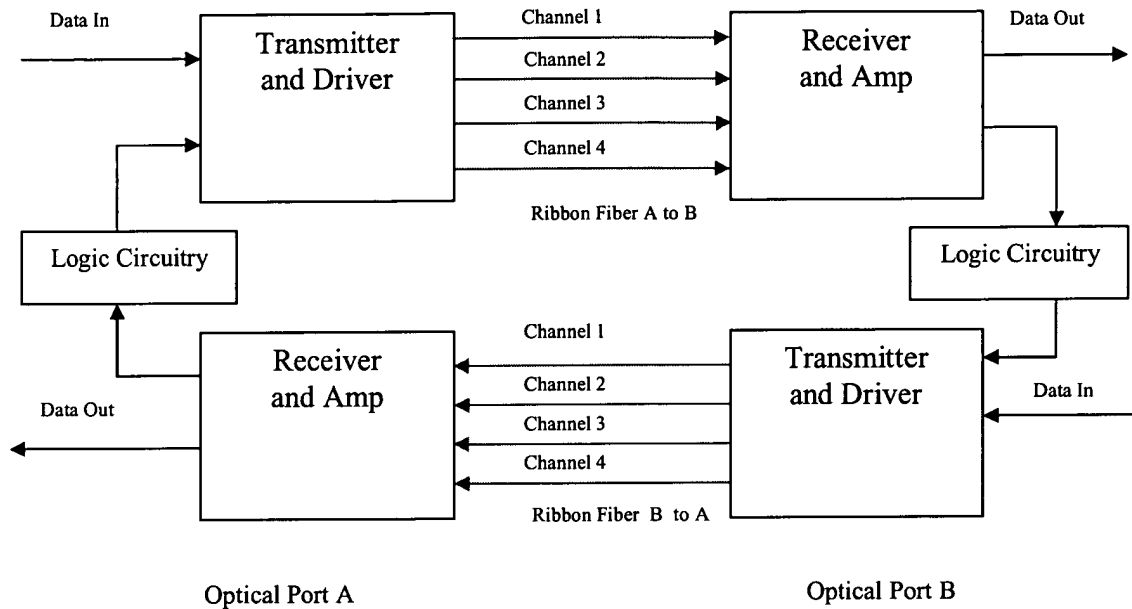 Data In
Transmitter
and Driver
Channel 1
Channel 2
Channel 3
Channel 4
Ribbon Fiber A to B
Receiver
and Amp
Data Out
Logic Circuitry
Logic Circuitry
Receiver
and Amp
Data Out
Channel 1
Channel 2
Channel 3
Channel 4
Ribbon Fiber B to A
Transmitter
and Driver
Data In
Optical Port A
Optical Port B